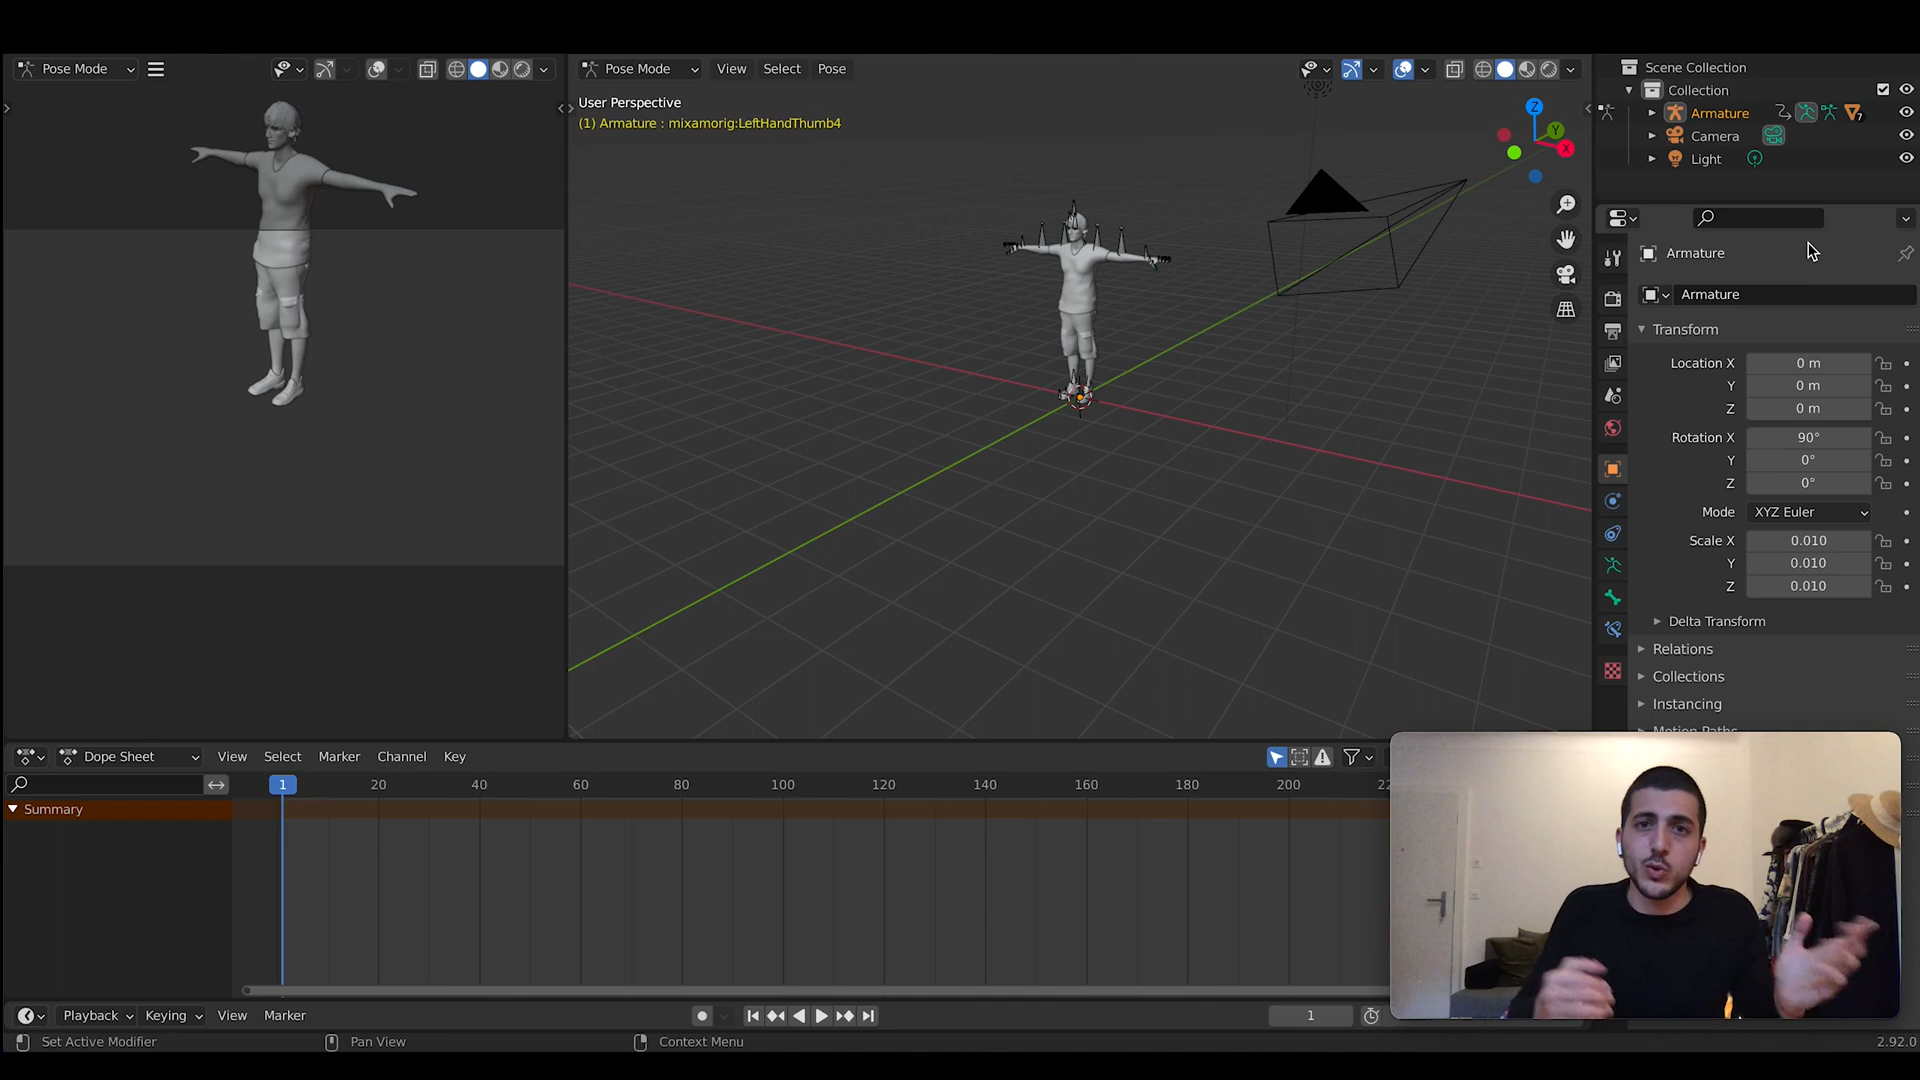 Pose Mode
Pose Mode View Select Pose
User Perspective
(1) Armature : mixamorig:LeftHandThumb4
Z
Y
X
Scene Collection
Collection
Armature 7
Camera
Light
Armature
Armature
Transform
Location X 0 m
Y 0 m
Z 0 m
Rotation X 90°
Y 0°
Z 0°
Mode XYZ Euler
Scale X 0.010
Y 0.010
Z 0.010
Delta Transform
Relations
Collections
Instancing
Motion Paths
Dope Sheet View Select Marker Channel Key
1 20 40 60 80 100 120 140 160 180 200
Summary
Playback Keying View Marker 1
Set Active Modifier Pan View Context Menu 2.92.0